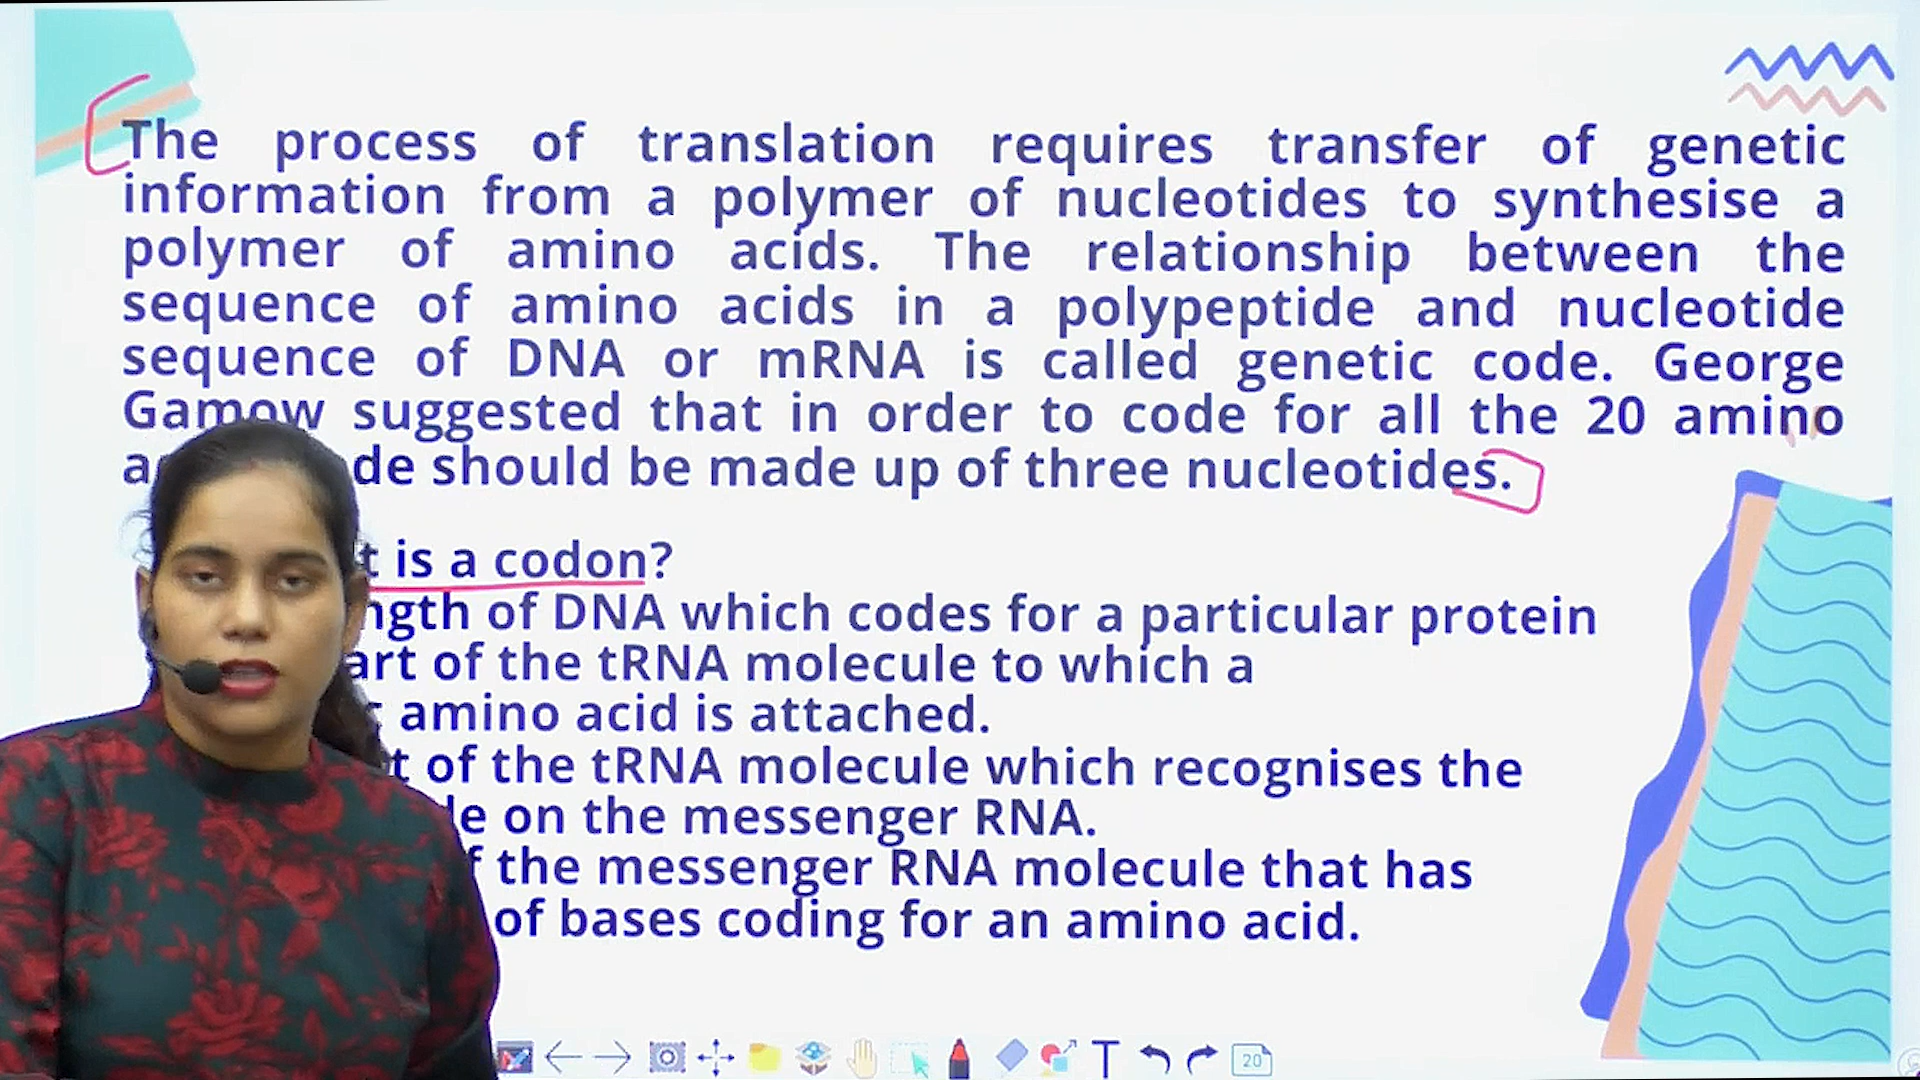 The process of translation requires transfer of genetic
information from a polymer of nucleotides to synthesise a
polymer of amino acids. The relationship between the
sequence of amino acids in a polypeptide and nucleotide
sequence of DNA or mRNA is called genetic code. George
Gamow suggested that in order to code for all the 20 amino
should be made up of three nucleotides.
is a codon?
of DNA which codes for a particular protein
of the tRNA molecule to which a
amino acid is attached.
of the tRNA molecule which recognises the
on the messenger RNA.
the messenger RNA molecule that has
of bases coding for an amino acid.
T
20